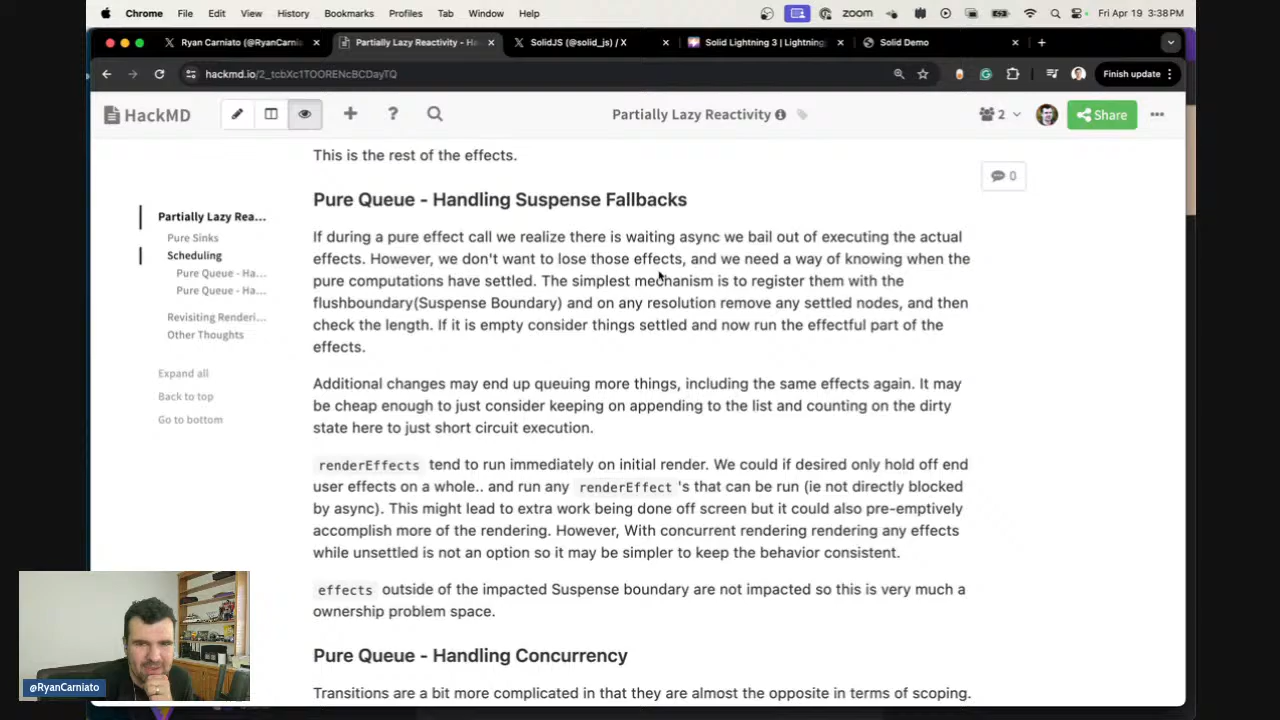 Chrome File Edit View History Bookmarks Profiles Tab Window Help zoom Fri Apr 19 3:38 PM
Ryan Carniato (@RyanCarnia
Partially Lazy Reactivity - Ha
SolidJS (@solid_js) / X
Solid Lightning 3 | Lightning
Solid Demo
hackmd.io/2_tcbXc1TOORENcBCDayTQ
Finish update
HackMD
Partially Lazy Reactivity
2
Share
0
Partially Lazy Rea...
Pure Sinks
Scheduling
Pure Queue - Ha...
Pure Queue - Ha...
Revisiting Renderi...
Other Thoughts
Expand all
Back to top
Go to bottom
This is the rest of the effects.
Pure Queue - Handling Suspense Fallbacks
If during a pure effect call we realize there is waiting async we bail out of executing the actual
effects. However, we don't want to lose those effects, and we need a way of knowing when the
pure computations have settled. The simplest mechanism is to register them with the
flushboundary(Suspense Boundary) and on any resolution remove any settled nodes, and then
check the length. If it is empty consider things settled and now run the effectful part of the
effects.
Additional changes may end up queuing more things, including the same effects again. It may
be cheap enough to just consider keeping on appending to the list and counting on the dirty
state here to just short circuit execution.
renderEffects tend to run immediately on initial render. We could if desired only hold off end
user effects on a whole.. and run any renderEffect 's that can be run (ie not directly blocked
by async). This might lead to extra work being done off screen but it could also pre-emptively
accomplish more of the rendering. However, With concurrent rendering rendering any effects
while unsettled is not an option so it may be simpler to keep the behavior consistent.
effects outside of the impacted Suspense boundary are not impacted so this is very much a
ownership problem space.
Pure Queue - Handling Concurrency
Transitions are a bit more complicated in that they are almost the opposite in terms of scoping.
@RyanCarniato